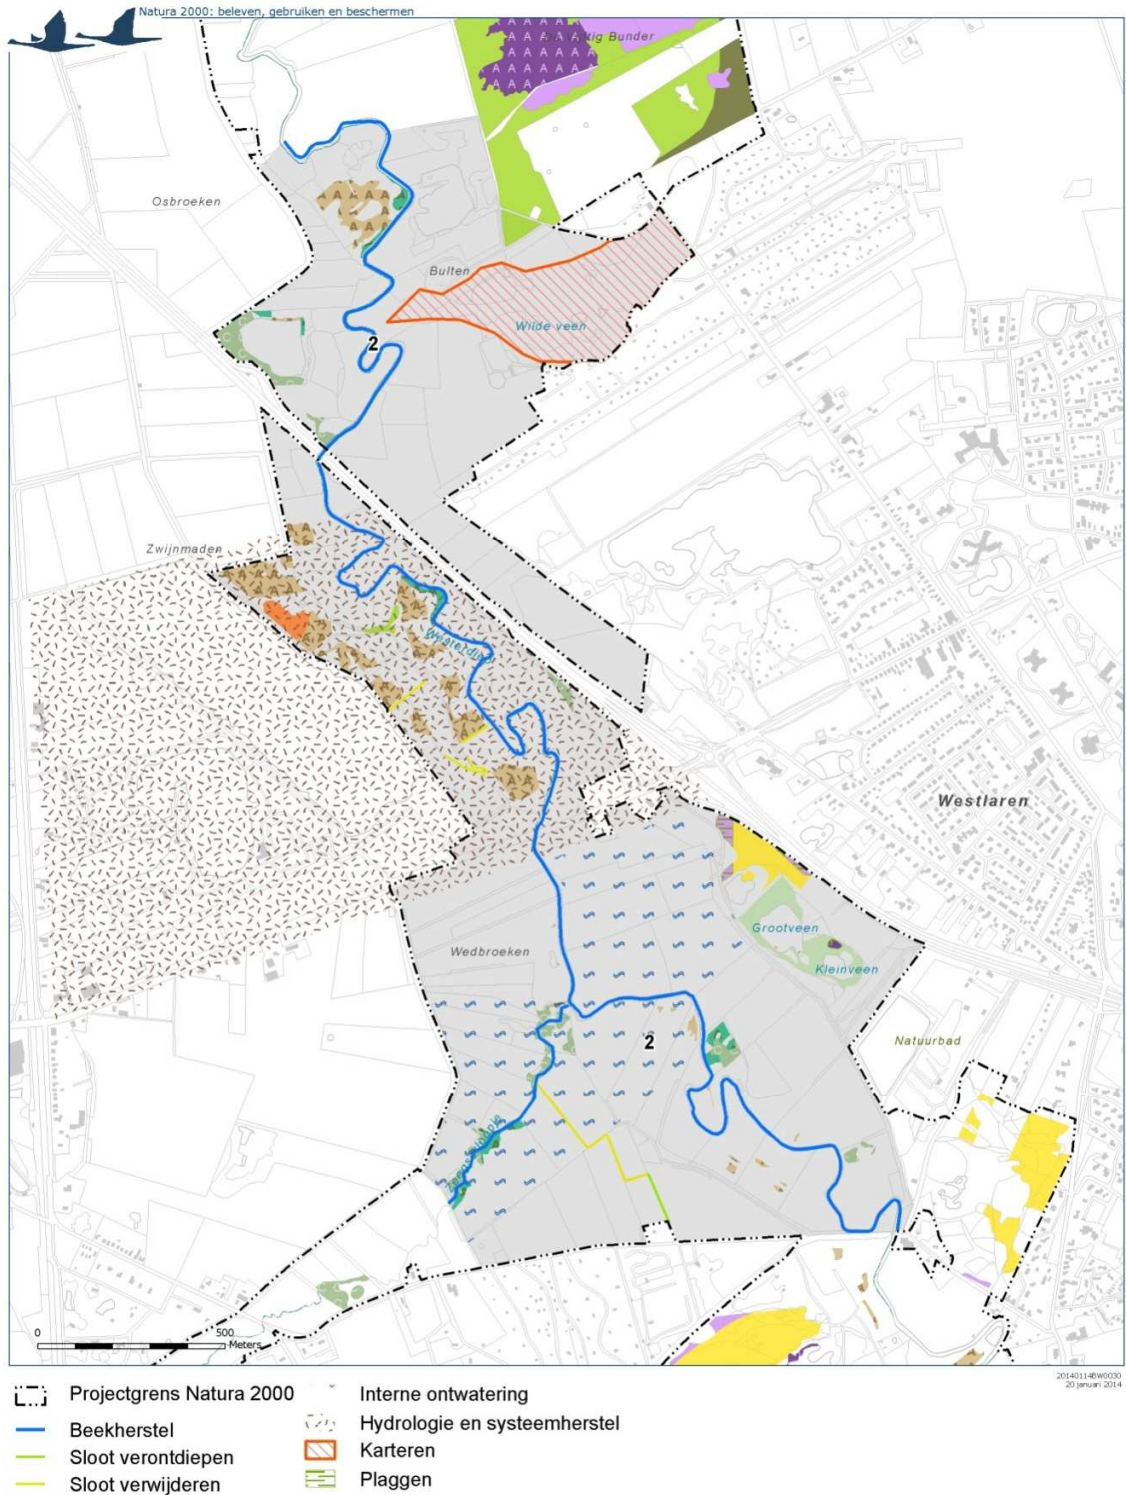 Natura 2000: beleven, gebruiken en beschermen
Bunder
Osbroeken
Bulten
Wilde veen
2
Zwijnmaden
Westlaren
Grootveen
Wedbroeken
Kleinveen
2
Natuurbad
0 500
Meters
20140114BW0030
20 januari 2014
Projectgrens Natura 2000
Interne ontwatering
Beekherstel
Hydrologie en systeemherstel
Sloot verontdiepen
Karteren
Sloot verwijderen
Plaggen